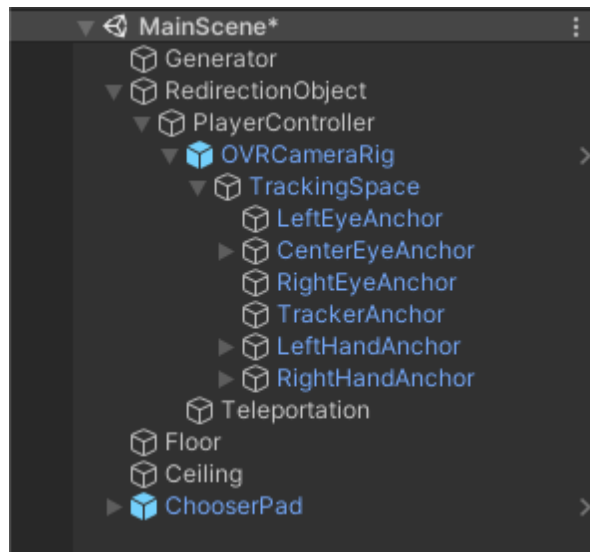 MainScene*
Generator
RedirectionObject
PlayerController
OVRCameraRig
TrackingSpace
LeftEyeAnchor
CenterEyeAnchor
RightEyeAnchor
TrackerAnchor
LeftHandAnchor
RightHandAnchor
Teleportation
Floor
Ceiling
ChooserPad